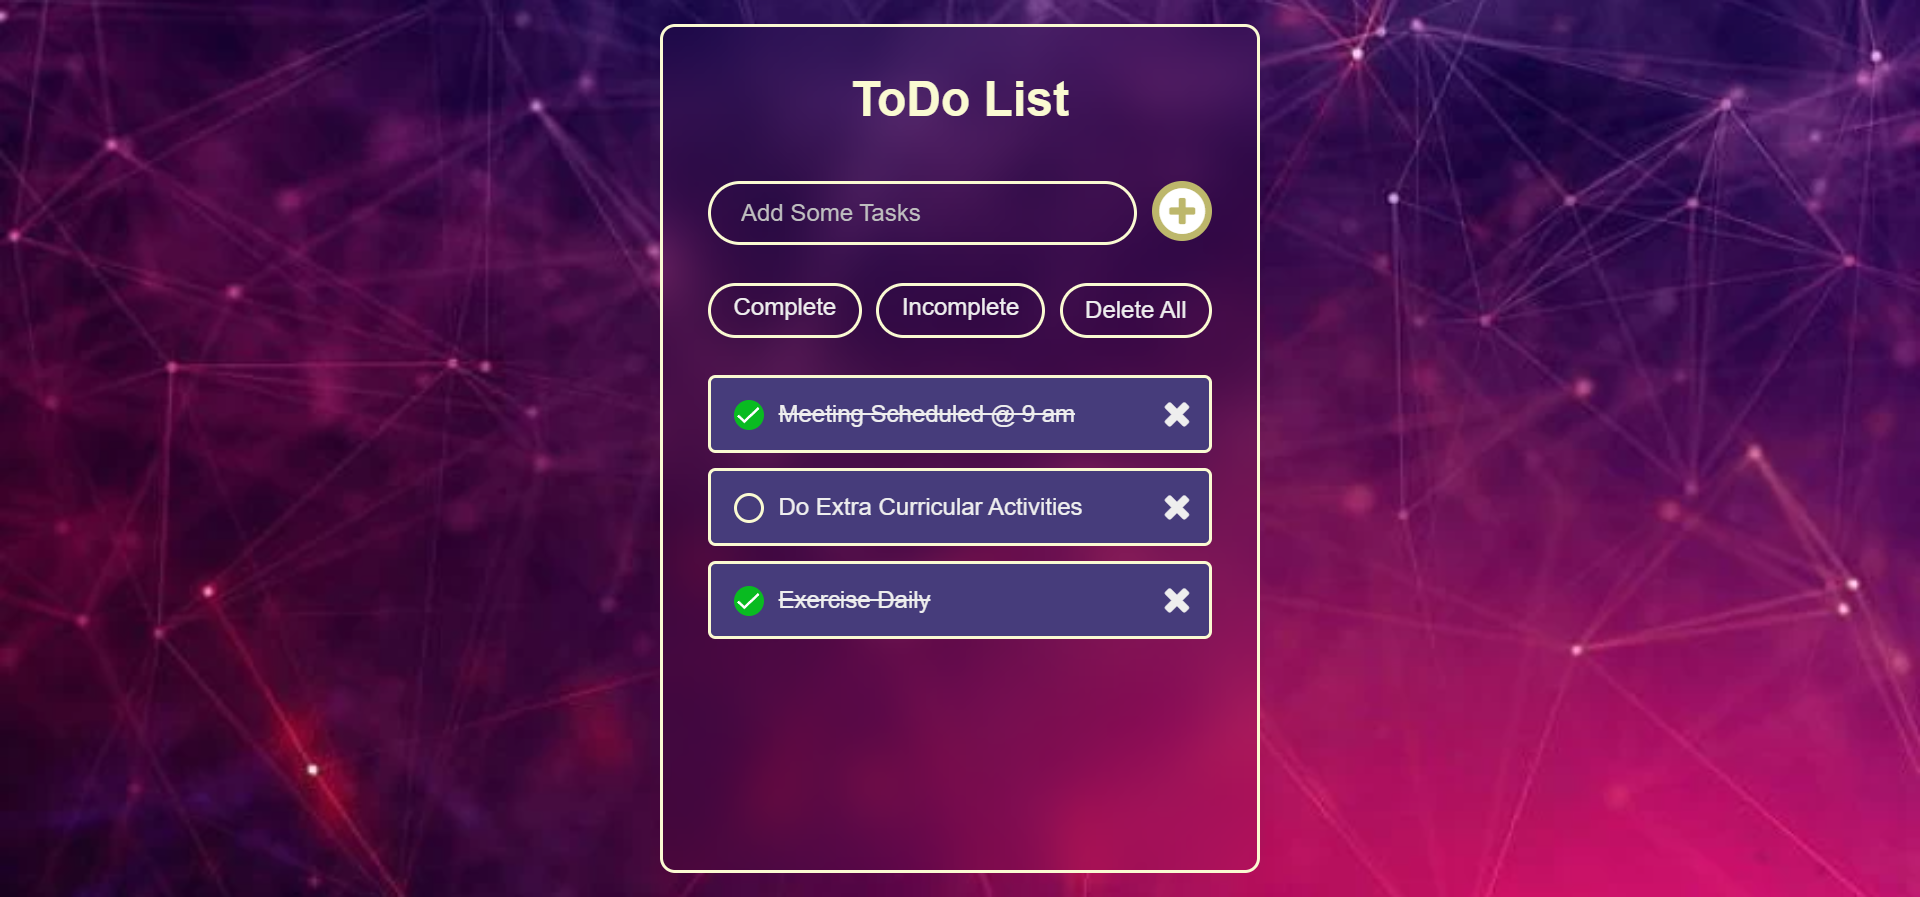 ToDo List
Add Some Tasks
Complete Incomplete Delete All
Meeting Scheduled @ 9 am
Do Extra Curricular Activities
Exercise Daily